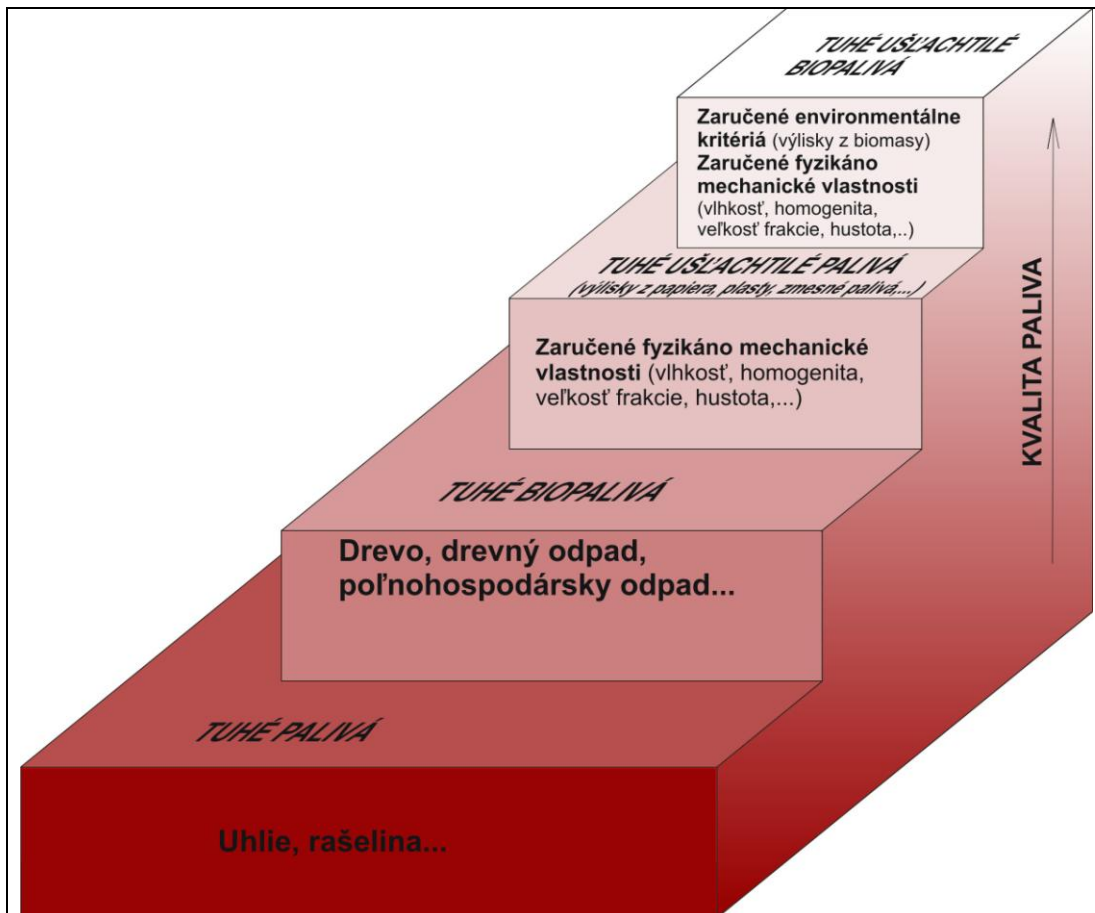 TUHÉ UŠĽACHTILÉ
BIOPALIVÁ
Zaručené environmentálne
kritériá (výlisky z biomasy)
Zaručené fyzikáno
mechanické vlastnosti
(vlhkosť, homogenita,
veľkosť frakcie, hustota,..)
TUHÉ UŠĽACHTILÉ PALIVÁ
(výlisky z papiera, plasty, zmesné palivá,...)
Zaručené fyzikáno mechanické
vlastnosti (vlhkosť, homogenita,
veľkosť frakcie, hustota,...)
TUHÉ BIOPALIVÁ
Drevo, drevný odpad,
poľnohospodársky odpad...
TUHÉ PALIVÁ
Uhlie, rašelina...
KVALITA PALIVA